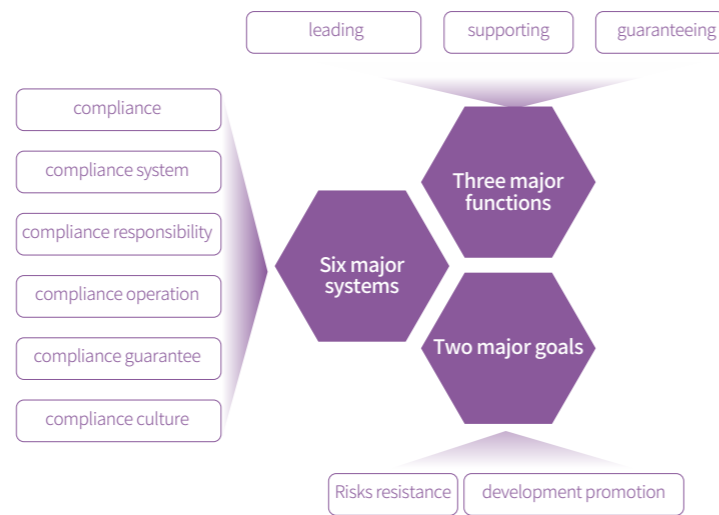 leading
supporting
guaranteeing
compliance
compliance system
compliance responsibility
compliance operation
compliance guarantee
compliance culture
Three major
functions
Six major
systems
Two major goals
Risks resistance
development promotion